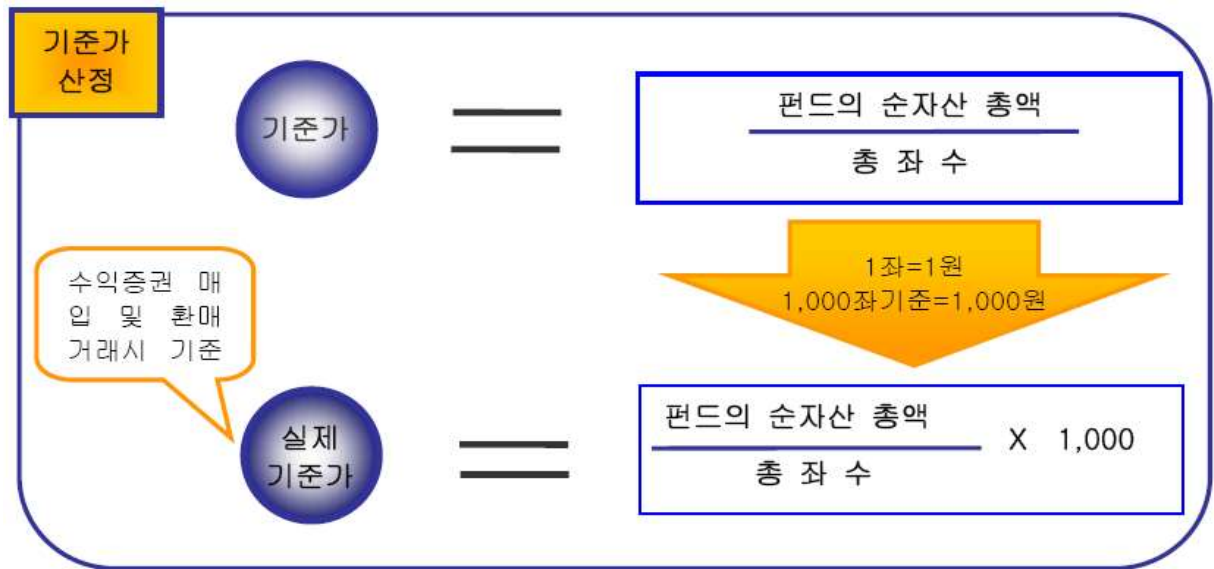 기준가
산정
기준가
펀드의 순자산 총액
총 좌 수
1좌=1원
1,000좌기준=1,000원
수익증권 매
입 및 환매
거래시 기준
실제
기준가
펀드의 순자산 총액
총 좌 수
X 1,000